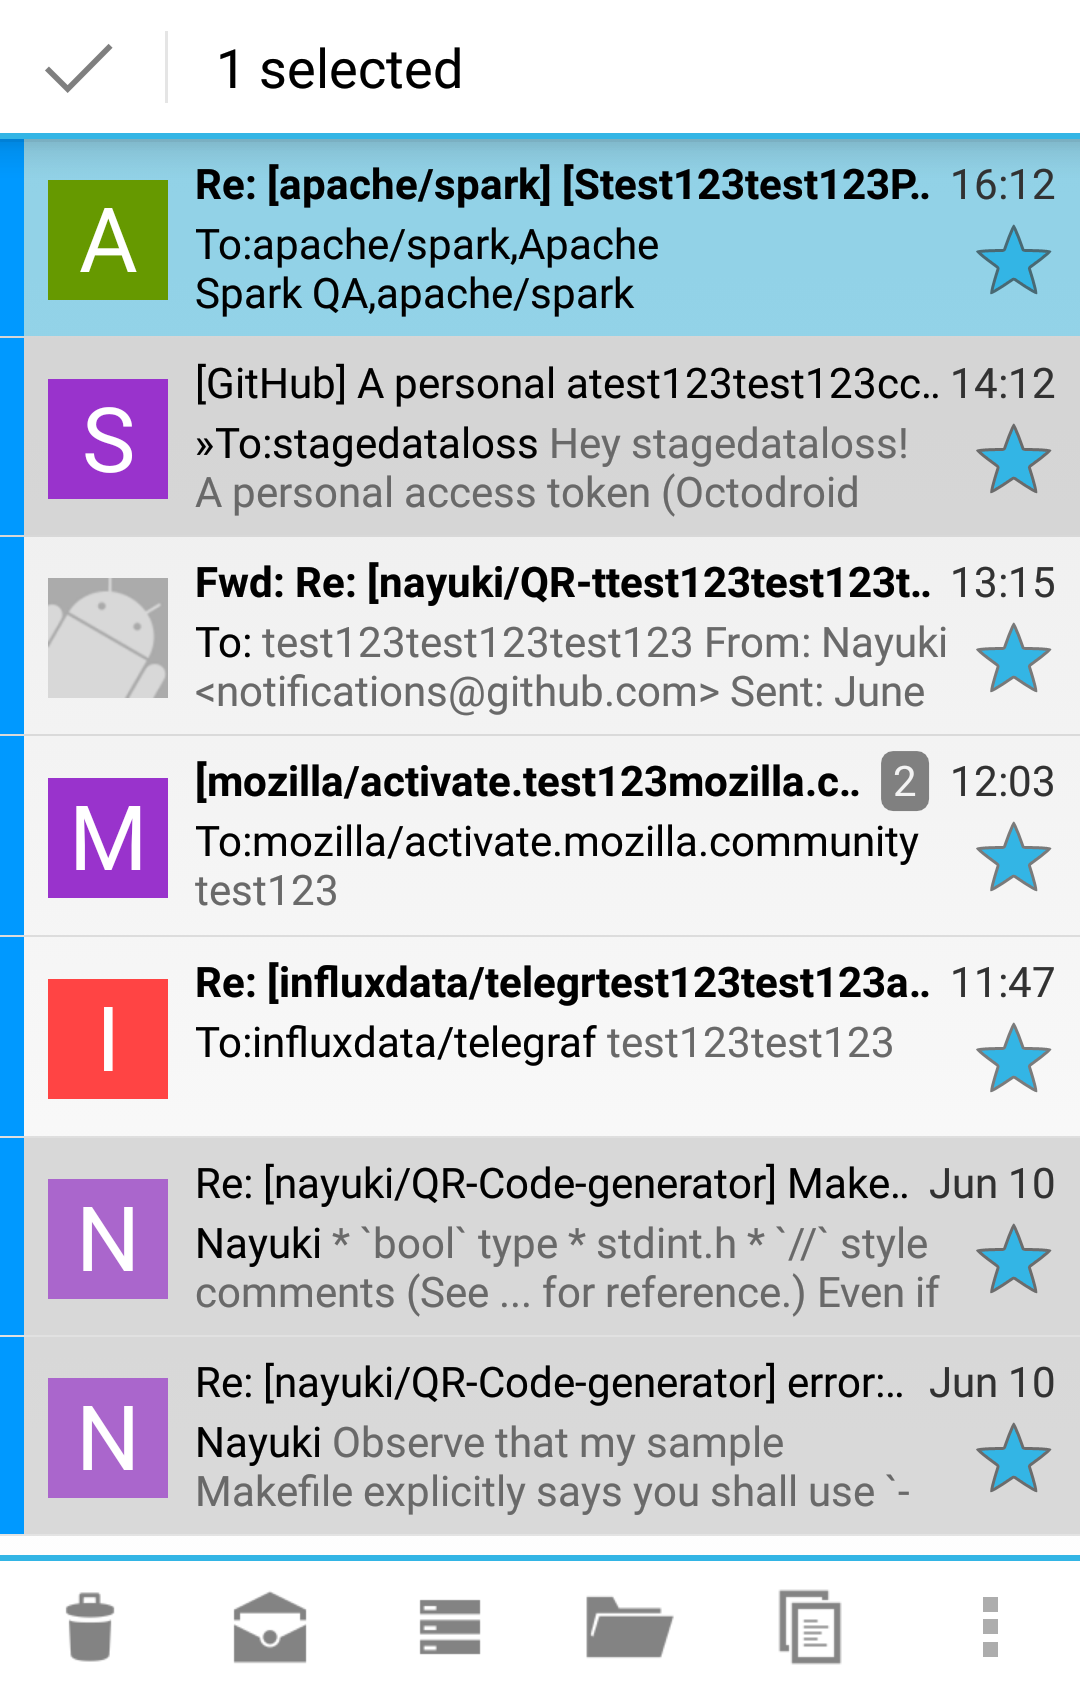 1 selected
A
Re: [apache/spark] [Stest123test123P.. 16:12
To:apache/spark,Apache
Spark QA,apache/spark
S
[GitHub] A personal atest123test123cc.. 14:12
»To:stagedataloss Hey stagedataloss!
A personal access token (Octodroid
Fwd: Re: [nayuki/QR-ttest123test123t.. 13:15
To: test123test123test123 From: Nayuki
<notifications@github.com> Sent: June
M
[mozilla/activate.test123mozilla.c.. 2 12:03
To:mozilla/activate.mozilla.community
test123
I
Re: [influxdata/telegrtest123test123a.. 11:47
To:influxdata/telegraf test123test123
N
Re: [nayuki/QR-Code-generator] Make.. Jun 10
Nayuki * `bool` type * stdint.h * `//` style
comments (See ... for reference.) Even if
N
Re: [nayuki/QR-Code-generator] error:.. Jun 10
Nayuki Observe that my sample
Makefile explicitly says you shall use `-